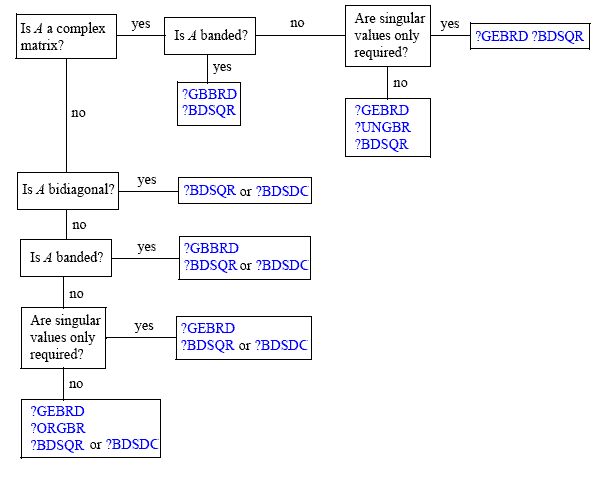 Is A a complex
matrix?
yes
Is A banded?
no
Are singular
values only
required?
yes
?GEBRD ?BDSQR
yes
?GBBRD
?BDSQR
no
?GEBRD
?UNGBR
?BDSQR
no
Is A bidiagonal?
yes
?BDSQR or ?BDSDC
no
Is A banded?
yes
?GBBRD
?BDSQR or ?BDSDC
no
Are singular
values only
required?
yes
?GEBRD
?BDSQR or ?BDSDC
no
?GEBRD
?ORGBR
?BDSQR or ?BDSDC